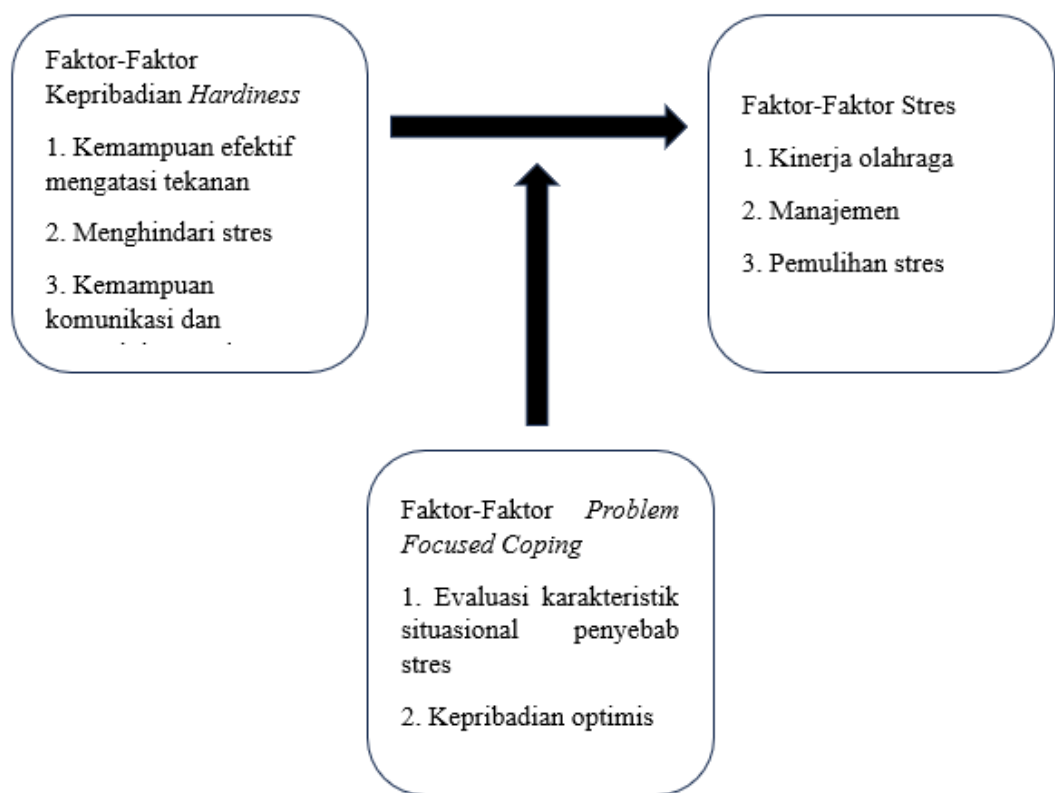 Faktor-Faktor
Kepribadian Hardiness
1. Kemampuan efektif
mengatasi tekanan
2. Menghindari stres
3. Kemampuan
komunikasi dan
Faktor-Faktor Stres
1. Kinerja olahraga
2. Manajemen
3. Pemulihan stres
Faktor-Faktor Problem
Focused Coping
1. Evaluasi karakteristik
situasional penyebab
stres
2. Kepribadian optimis